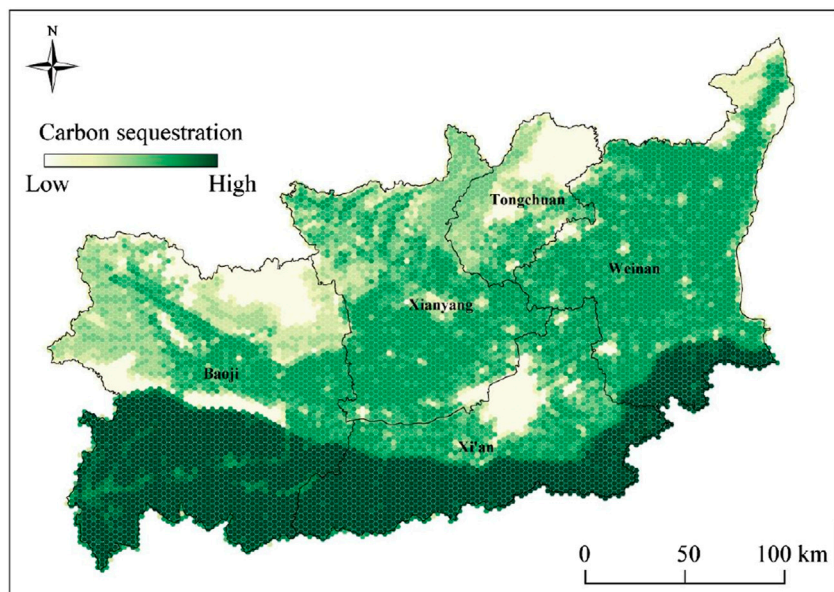 N
Carbon sequestration
Low High
Tongchuan
Weinan
Xianyang
Baoji
Xi'an
0 50 100 km